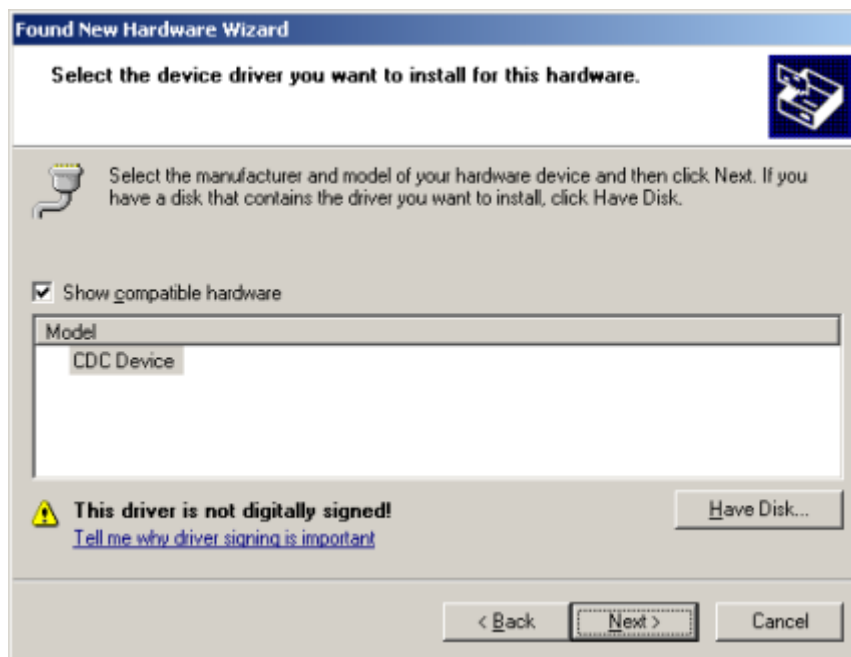 Found New Hardware Wizard
Select the device driver you want to install for this hardware.
Select the manufacturer and model of your hardware device and then click Next. If you
have a disk that contains the driver you want to install, click Have Disk.
Show compatible hardware
Model
CDC Device
This driver is not digitally signed!
Have Disk...
Tell me why driver signing is important
< Back
Next >
Cancel